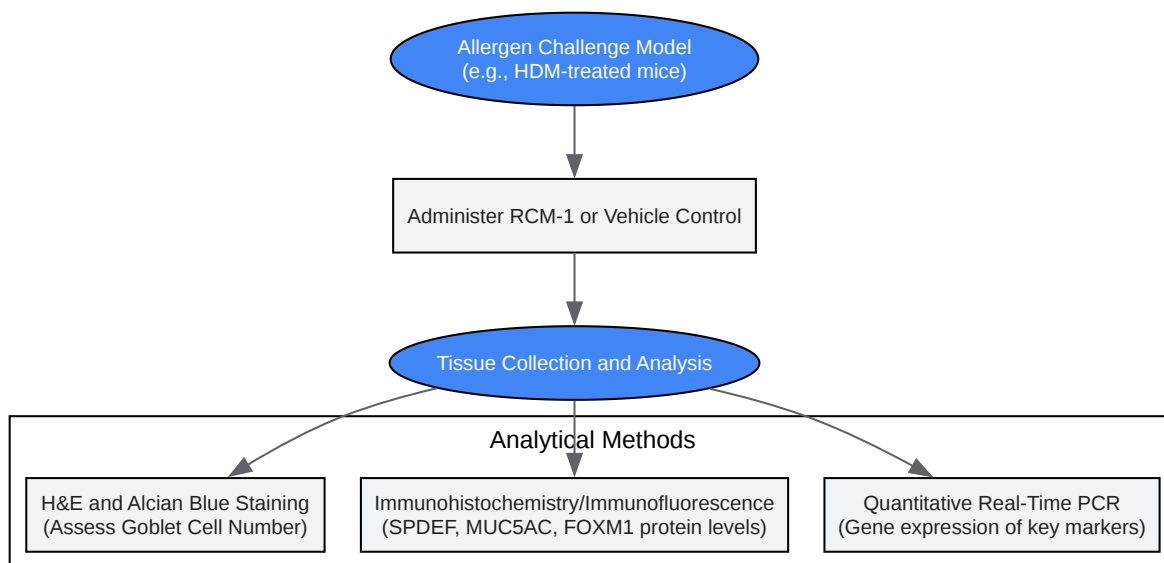 Allergen Challenge Model
(e.g., HDM-treated mice)
Administer RCM-1 or Vehicle Control
Tissue Collection and Analysis
Analytical Methods
H&E and Alcian Blue Staining
(Assess Goblet Cell Number)
Immunohistochemistry/Immunofluorescence
(SPDEF, MUC5AC, FOXM1 protein levels)
Quantitative Real-Time PCR
(Gene expression of key markers)